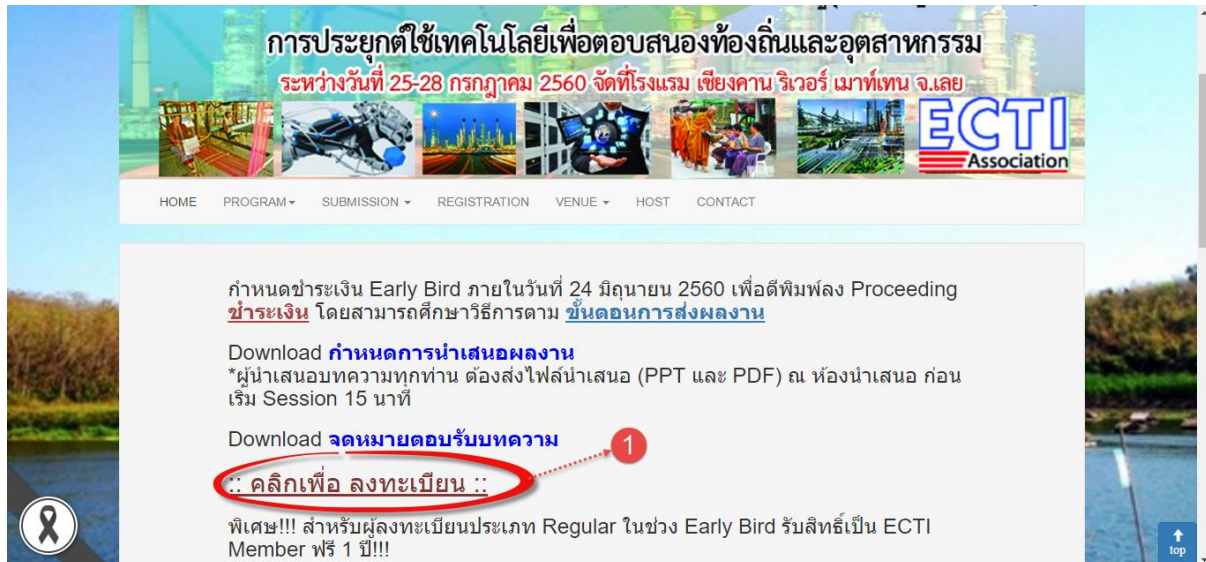 การประยุกต์ใช้เทคโนโลยีเพื่อตอบสนองท้องถิ่นและอุตสาหกรรม
ระหว่างวันที่ 25-28 กรกฎาคม 2560 จัดที่โรงแรม เชียงคาน ริเวอร์ เมาท์เทน จ.เลย
ECTI
Association
HOME PROGRAM SUBMISSION REGISTRATION VENUE HOST CONTACT
กำหนดชำระเงิน Early Bird ภายในวันที่ 24 มิถุนายน 2560 เพื่อตีพิมพ์ลง Proceeding
ชำระเงิน โดยสามารถศึกษาวิธีการตาม ขั้นตอนการส่งผลงาน
Download กำหนดการนำเสนอผลงาน
*ผู้นำเสนอบทความทุกท่าน ต้องส่งไฟล์นำเสนอ (PPT และ PDF) ณ ห้องนำเสนอ ก่อน
เริ่ม Session 15 นาที
Download จดหมายตอบรับบทความ
1
:: คลิกเพื่อ ลงทะเบียน ::
พิเศษ!!! สำหรับผู้ลงทะเบียนประเภท Regular ในช่วง Early Bird รับสิทธิ์เป็น ECTI
Member ฟรี 1 ปี!!!
top